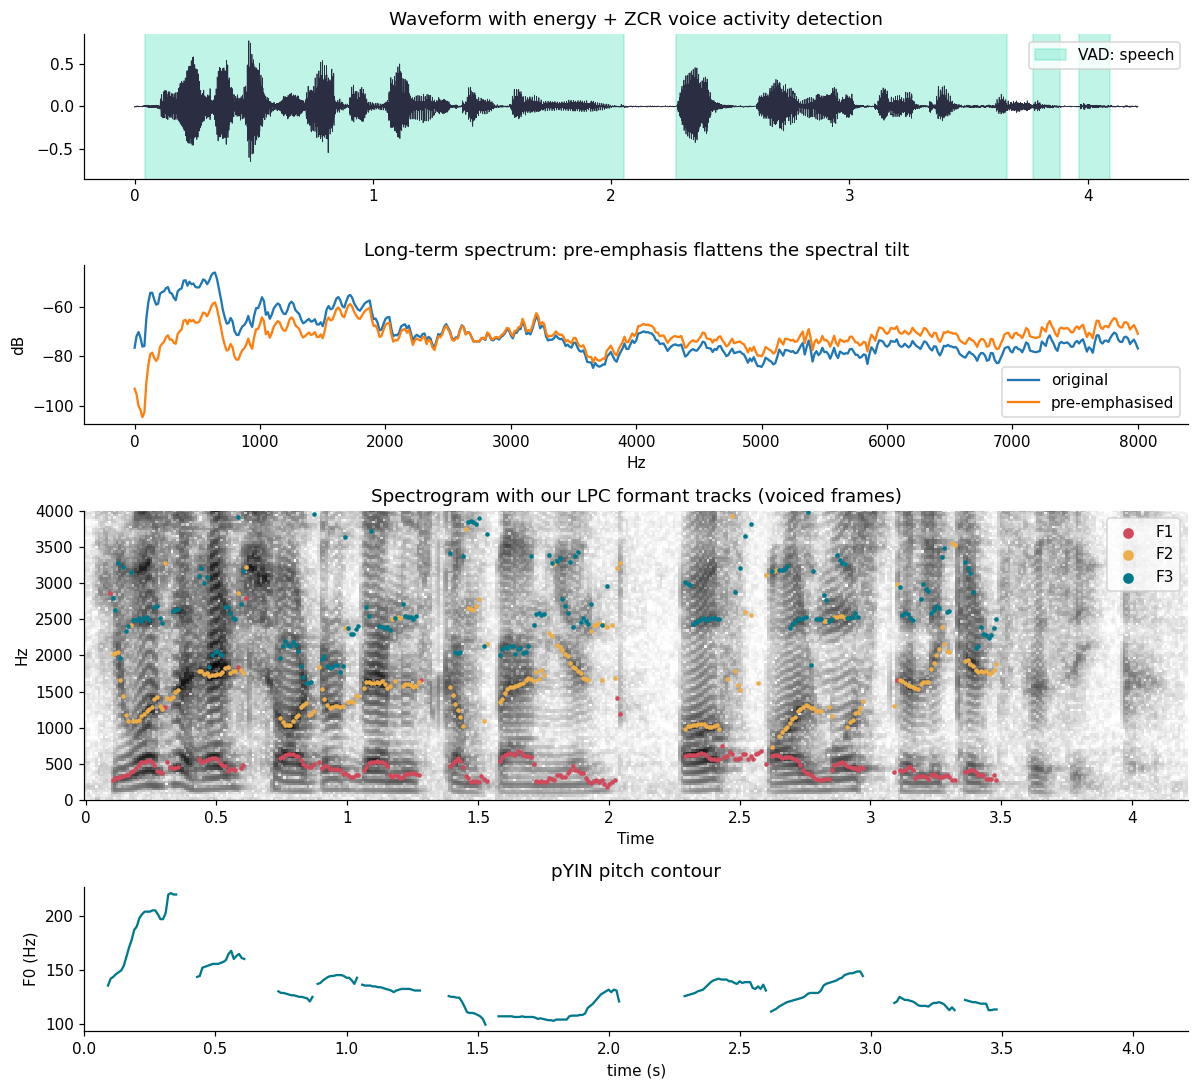 Waveform with energy + ZCR voice activity detection
0.5
0.0
−0.5
VAD: speech
0 1 2 3 4
Long-term spectrum: pre-emphasis flattens the spectral tilt
dB
−60
−80
−100
original
pre-emphasised
0 1000 2000 3000 4000 5000 6000 7000 8000
Hz
Spectrogram with our LPC formant tracks (voiced frames)
Hz
4000
3500
3000
2500
2000
1500
1000
500
0
F1
F2
F3
0 0.5 1 1.5 2 2.5 3 3.5 4
Time
pYIN pitch contour
F0 (Hz)
200
150
100
0.0 0.5 1.0 1.5 2.0 2.5 3.0 3.5 4.0
time (s)